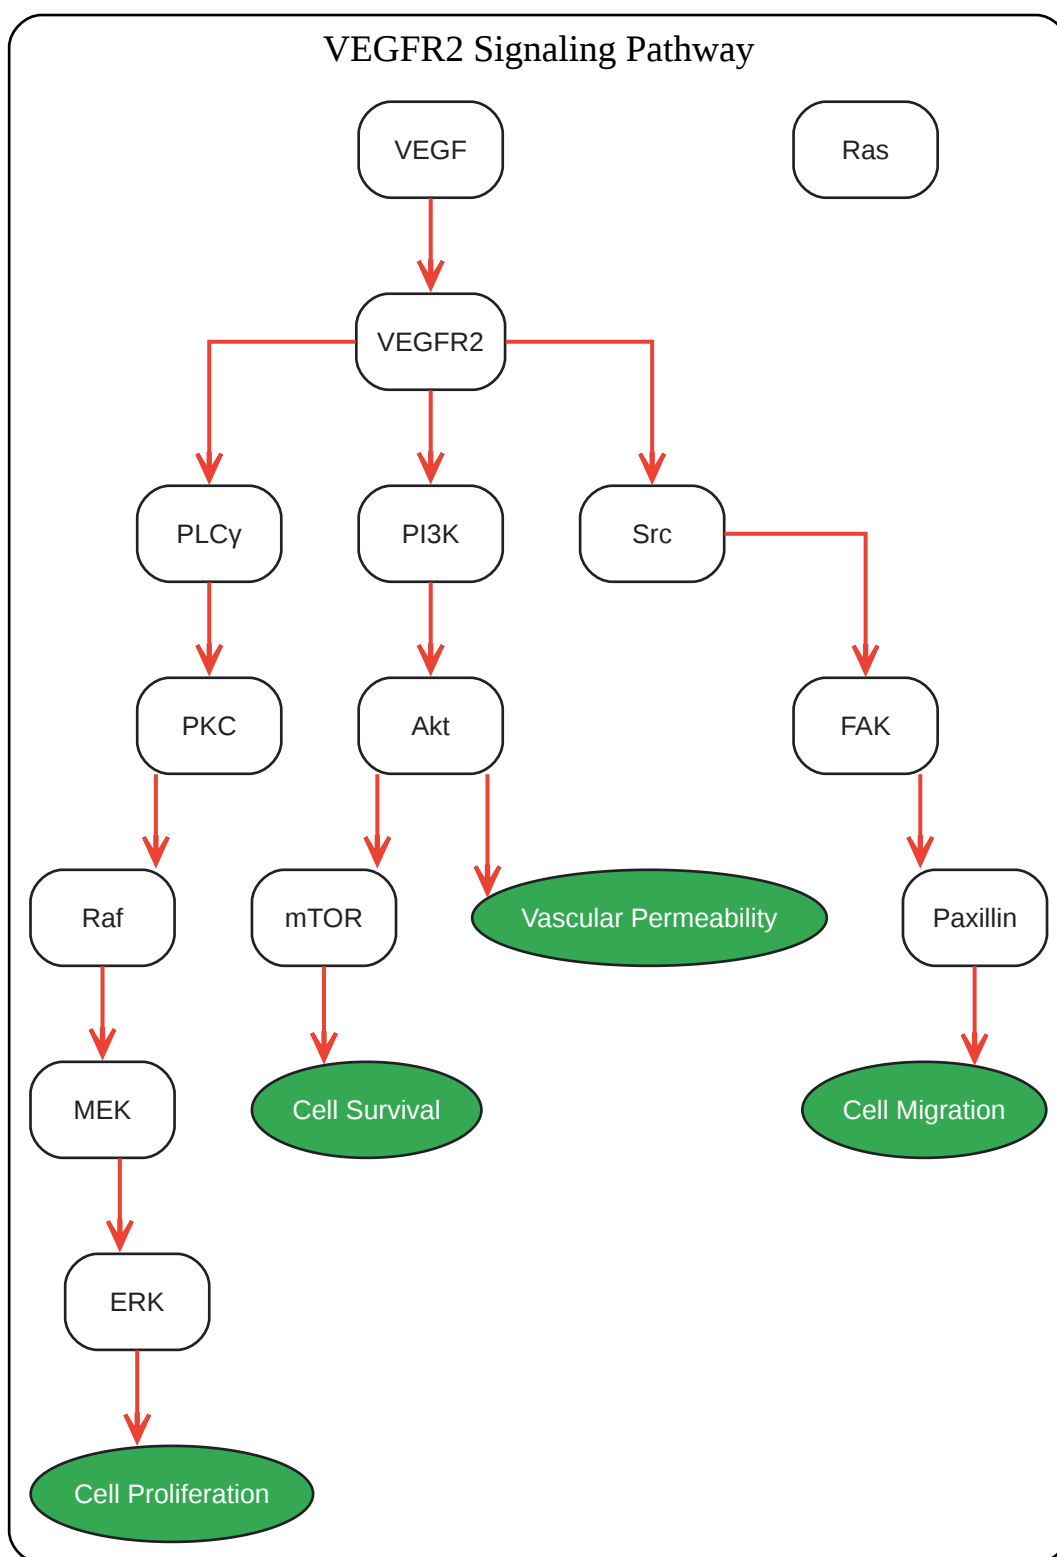 VEGFR2 Signaling Pathway
VEGF
Ras
VEGFR2
PLCγ
PI3K
Src
PKC
Akt
FAK
Raf
mTOR
Vascular Permeability
Paxillin
MEK
Cell Survival
Cell Migration
ERK
Cell Proliferation